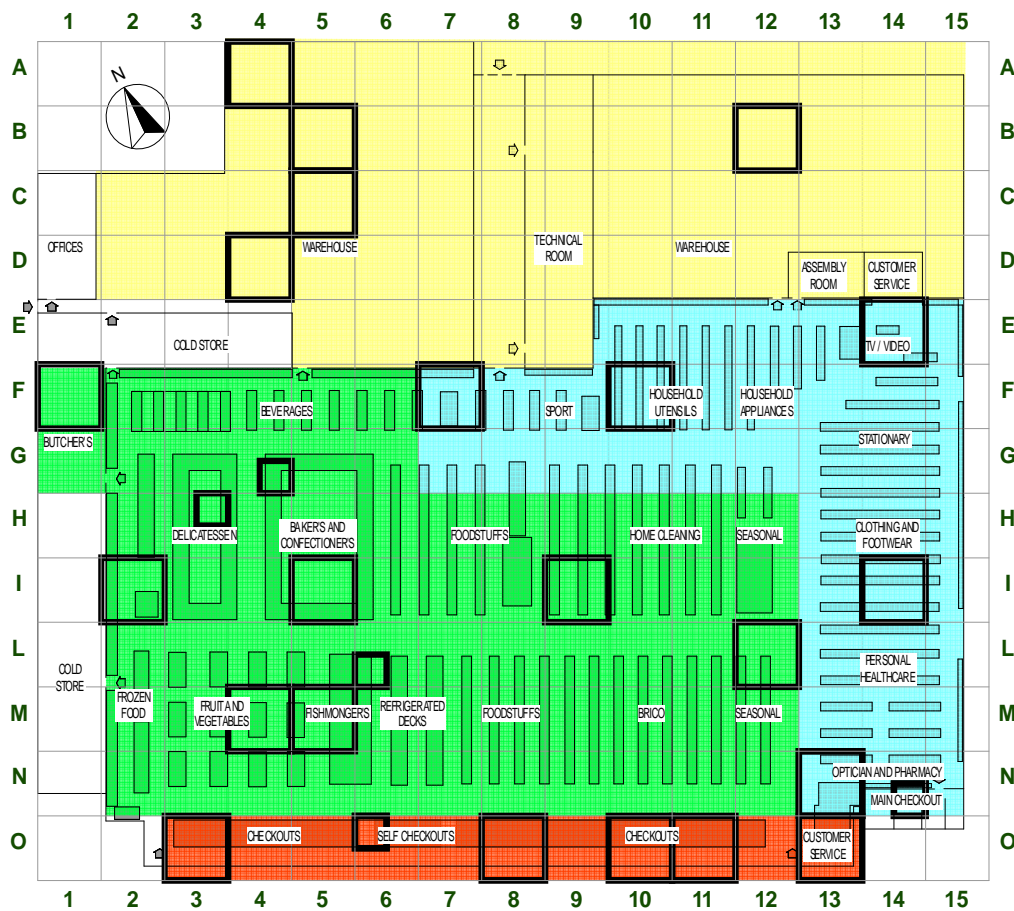 1 2 3 4 5 6 7 8 9 10 11 12 13 14 15
A A
N
B B
C C
OFFICES
WAREHOUSE
TECHNICAL
ROOM
WAREHOUSE
D D
ASSEMBLY
ROOM
CUSTOMER
SERVICE
E E
COLD STORE
TV / VIDEO
F F
BEVERAGES
SPORT
HOUSEHOLD
UTENSILS
HOUSEHOLD
APPLIANCES
BUTCHER'S
STATIONARY
G G
H H
DELICATESSEN
BAKERS AND
CONFECTIONERS
FOODSTUFFS
HOME CLEANING
SEASONAL
CLOTHING AND
FOOTWEAR
I I
L L
COLD
STORE
PERSONAL
HEALTHCARE
FROZEN
FOOD
FRUIT AND
VEGETABLES
FISHMONGERS
REFRIGERATED
DECKS
FOODSTUFFS
BRICO
SEASONAL
M M
N N
OPTICIAN AND PHARMACY
MAIN CHECKOUT
O O
CHECKOUTS
SELF CHECKOUTS
CHECKOUTS
CUSTOMER
SERVICE
1 2 3 4 5 6 7 8 9 10 11 12 13 14 15